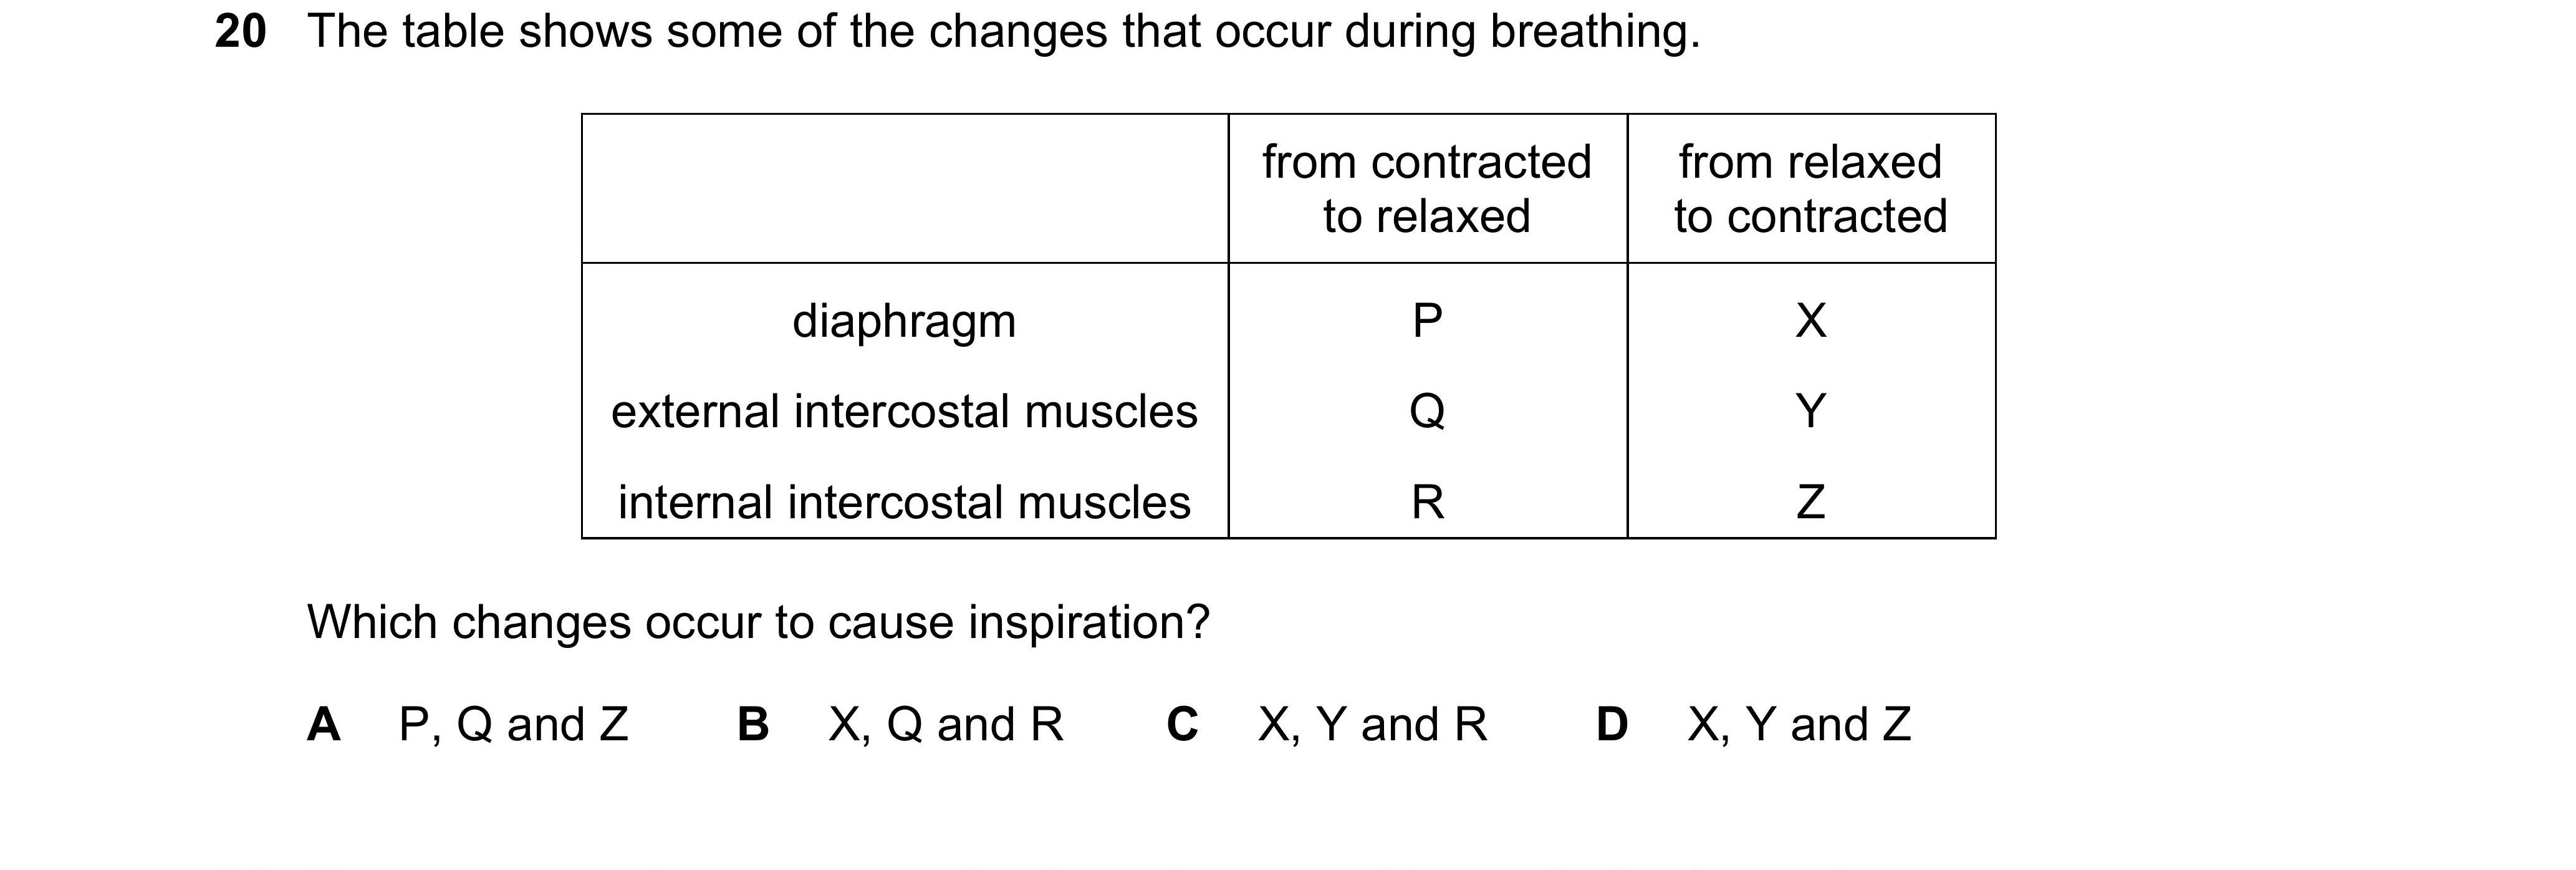 20 The table shows some of the changes that occur during breathing.
from contracted to relaxed from relaxed to contracted
diaphragm P X
external intercostal muscles Q Y
internal intercostal muscles R Z
Which changes occur to cause inspiration?
A P, Q and Z B X, Q and R C X, Y and R D X, Y and Z